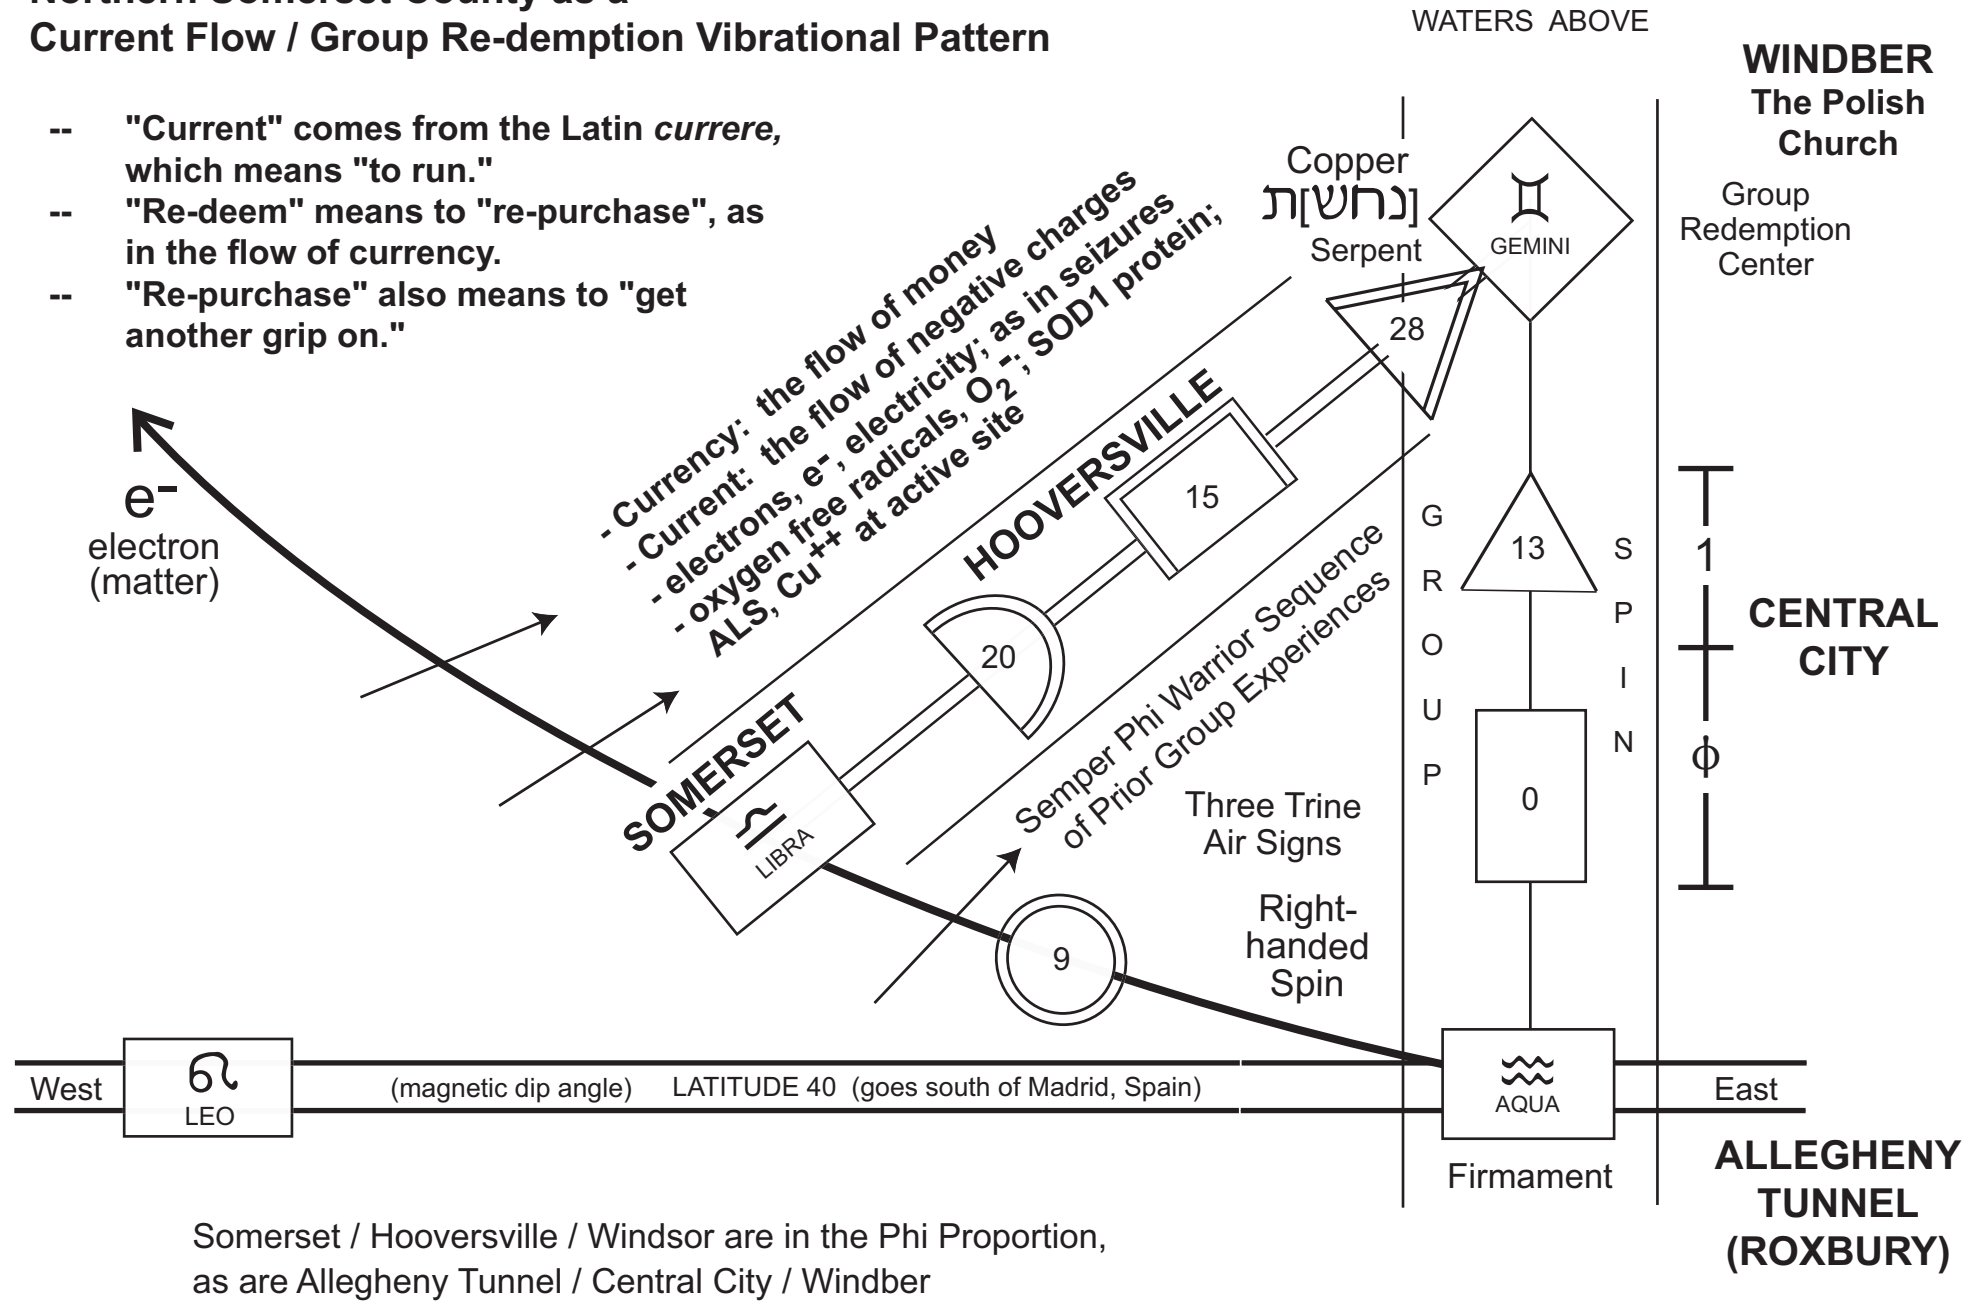 Northern Somerset County as a
Current Flow / Group Re-demption Vibrational Pattern
-- "Current" comes from the Latin currere,
which means "to run."
-- "Re-deem" means to "re-purchase", as
in the flow of currency.
-- "Re-purchase" also means to "get
another grip on."
e-
electron
(matter)
- Currency: the flow of money
- Current: the flow of negative charges
- electrons, e-, electricity; as in seizures
- oxygen free radicals, O2-; SOD1 protein;
ALS, Cu++ at active site
WATERS ABOVE
WINDBER
The Polish
Church
Group
Redemption
Center
Copper
נחש]ת]
Serpent
GEMINI
28
HOOVERSVILLE
15
20
SOMERSET
LIBRA
Semper Phi Warrior Sequence
of Prior Group Experiences
GROUP
SPIN
13
0
1
ϕ
CENTRAL
CITY
Three Trine
Air Signs
Right-
handed
Spin
9
West
LEO
(magnetic dip angle) LATITUDE 40 (goes south of Madrid, Spain)
AQUA
East
Firmament
ALLEGHENY
TUNNEL
(ROXBURY)
Somerset / Hooversville / Windsor are in the Phi Proportion,
as are Allegheny Tunnel / Central City / Windber